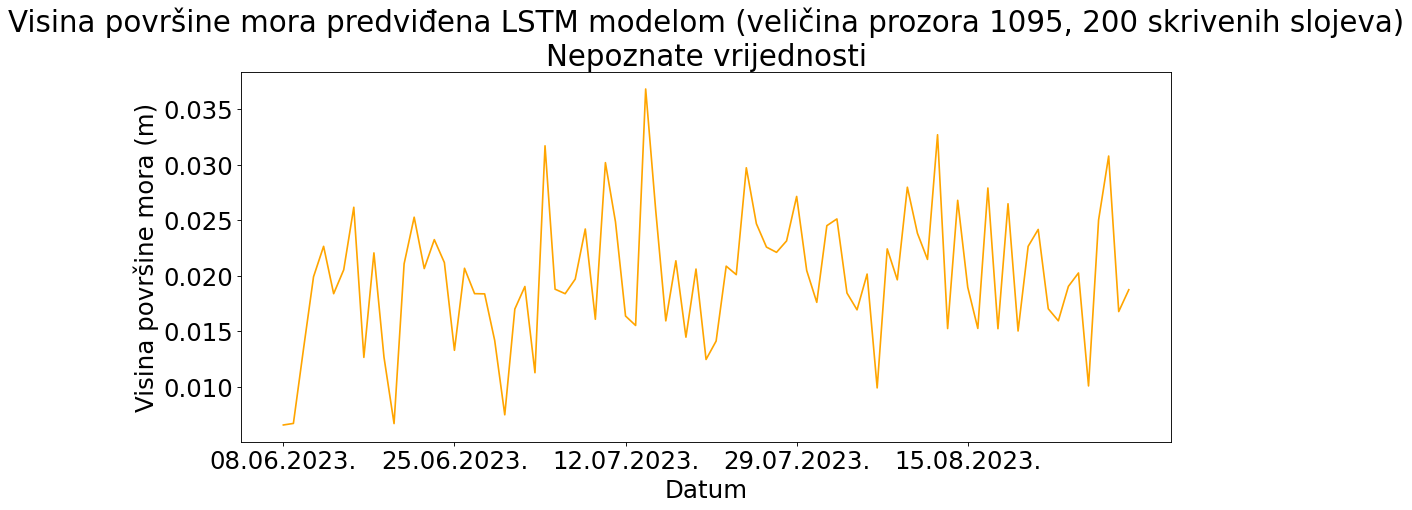 Visina površine mora predviđena LSTM modelom (veličina prozora 1095, 200 skrivenih slojeva)
Nepoznate vrijednosti
Visina površine mora (m)
0.035
0.030
0.025
0.020
0.015
0.010
08.06.2023.
25.06.2023.
12.07.2023.
29.07.2023.
15.08.2023.
Datum